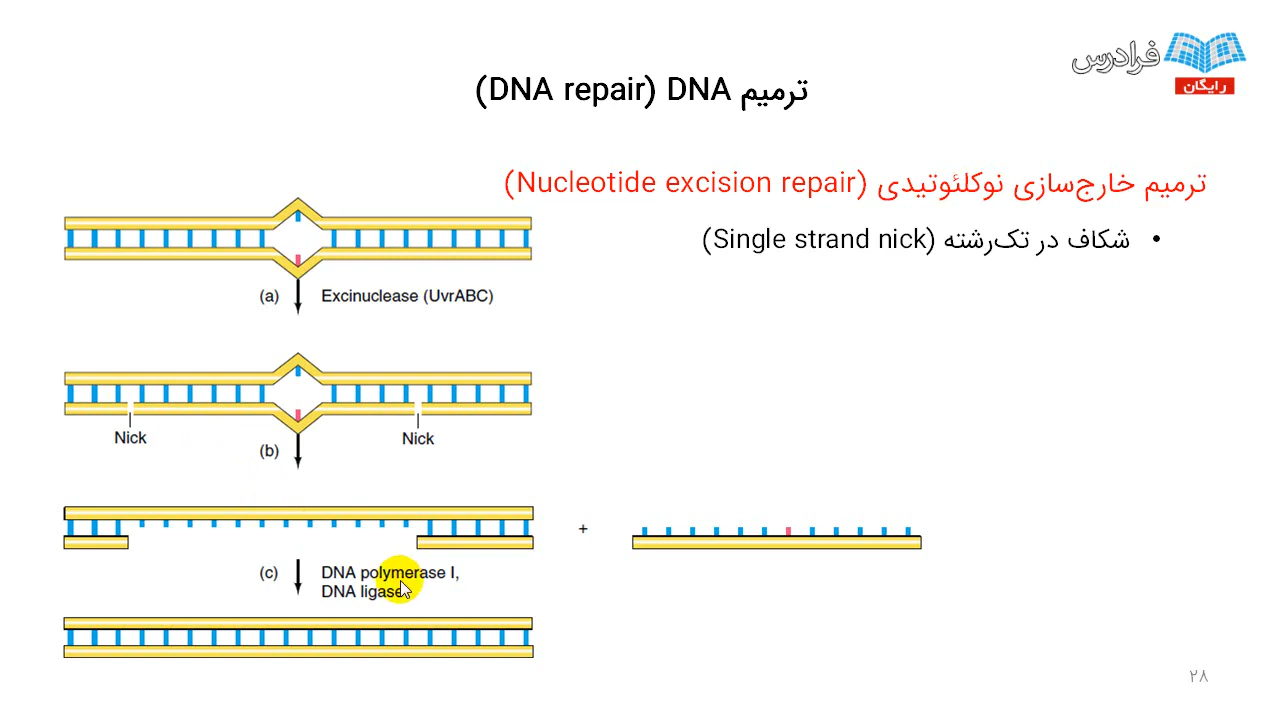 فرادرس
رایگان
ترمیم DNA (DNA repair)
ترمیم خارج‌سازی نوکلئوتیدی (Nucleotide excision repair)
• شکاف در تک‌رشته (Single strand nick)
(a) Excinuclease (UvrABC)
Nick
Nick
(b)
+
(c) DNA polymerase I,
DNA ligase
۲۸